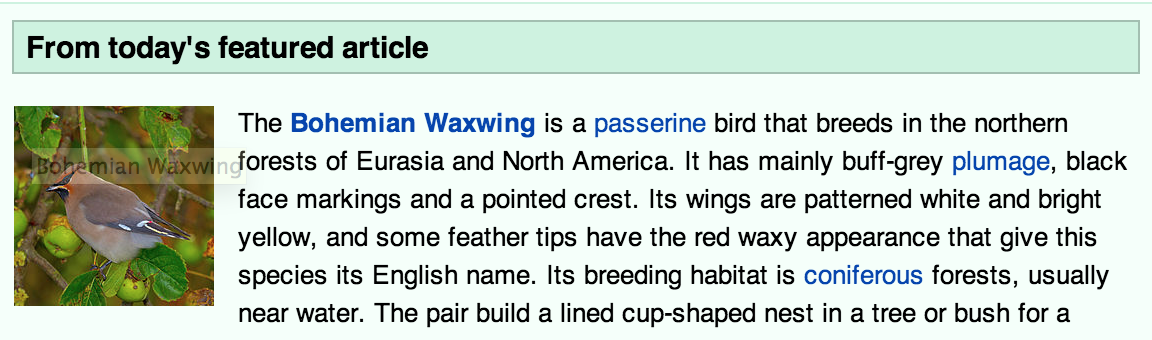 From today's featured article
Bohemian Waxwing
The Bohemian Waxwing is a passerine bird that breeds in the northern
forests of Eurasia and North America. It has mainly buff-grey plumage, black
face markings and a pointed crest. Its wings are patterned white and bright
yellow, and some feather tips have the red waxy appearance that give this
species its English name. Its breeding habitat is coniferous forests, usually
near water. The pair build a lined cup-shaped nest in a tree or bush for a